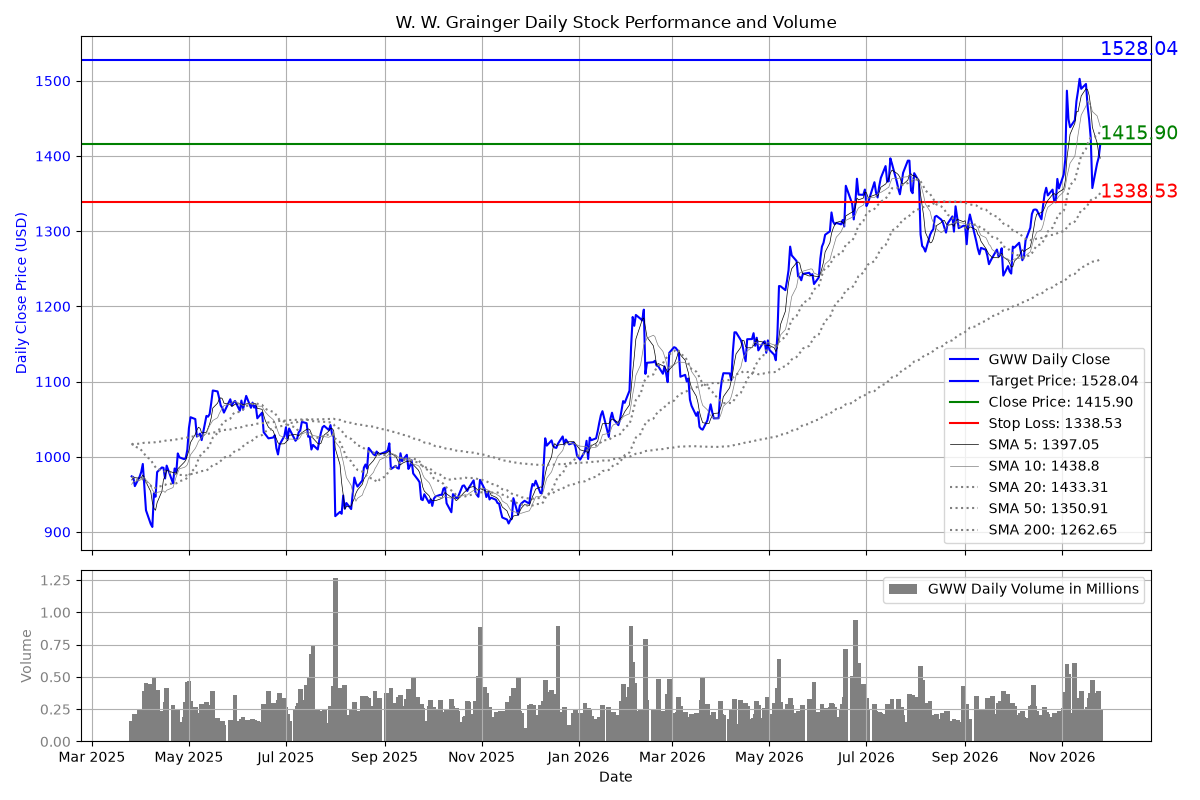 W. W. Grainger Daily Stock Performance and Volume
1528.04
1500
1415.90
1400
1338.53
1300
1200
1100
1000
900
Daily Close Price (USD)
GWW Daily Close
Target Price: 1528.04
Close Price: 1415.90
Stop Loss: 1338.53
SMA 5: 1397.05
SMA 10: 1438.8
SMA 20: 1433.31
SMA 50: 1350.91
SMA 200: 1262.65
1.25
1.00
0.75
0.50
0.25
0.00
Volume
GWW Daily Volume in Millions
Mar 2025 May 2025 Jul 2025 Sep 2025 Nov 2025 Jan 2026 Mar 2026 May 2026 Jul 2026 Sep 2026 Nov 2026
Date